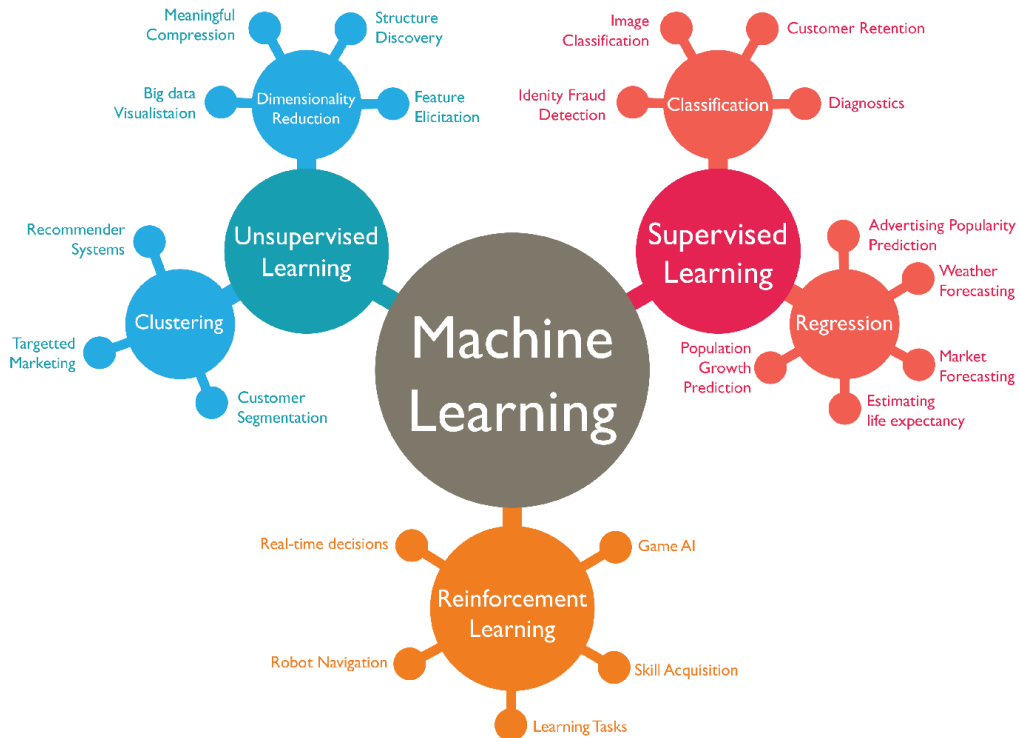 Meaningful
Compression
Structure
Discovery
Big data
Visualistaion
Dimensionality
Reduction
Feature
Elicitation
Image
Classification
Customer Retention
Idenity Fraud
Detection
Classification
Diagnostics
Unsupervised
Learning
Supervised
Learning
Recommender
Systems
Clustering
Targetted
Marketing
Customer
Segmentation
Machine
Learning
Advertising Popularity
Prediction
Weather
Forecasting
Regression
Population
Growth
Prediction
Market
Forecasting
Estimating
life expectancy
Real-time decisions
Game AI
Reinforcement
Learning
Robot Navigation
Skill Acquisition
Learning Tasks